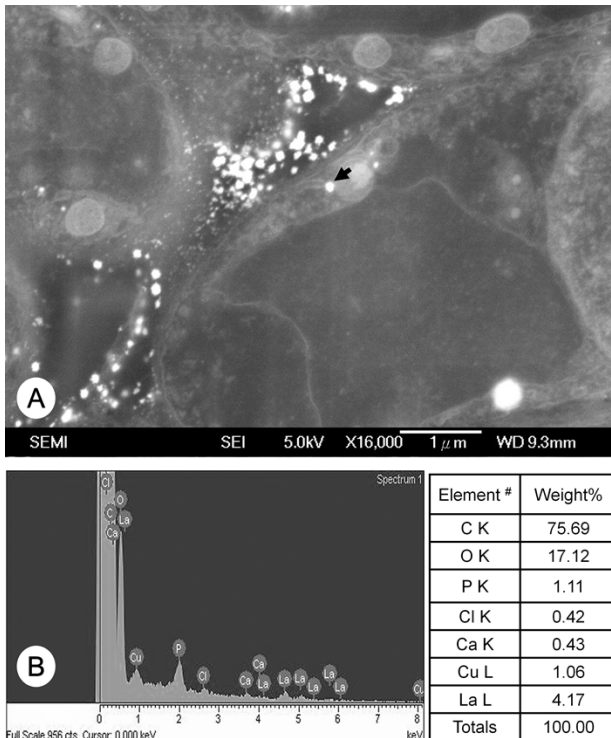 A
SEMI SEI 5.0kV X16,000 1μm WD 9.3mm
Spectrum 1
Cl
O
C
La
Ca
Cu
P
Cl
Ca
Ca
La
La
La
La
La
La
Cu
B
0 1 2 3 4 5 6 7 8
Full Scale 956 cts Cursor: 0.000 keV keV
Element # Weight%
C K 75.69
O K 17.12
P K 1.11
Cl K 0.42
Ca K 0.43
Cu L 1.06
La L 4.17
Totals 100.00